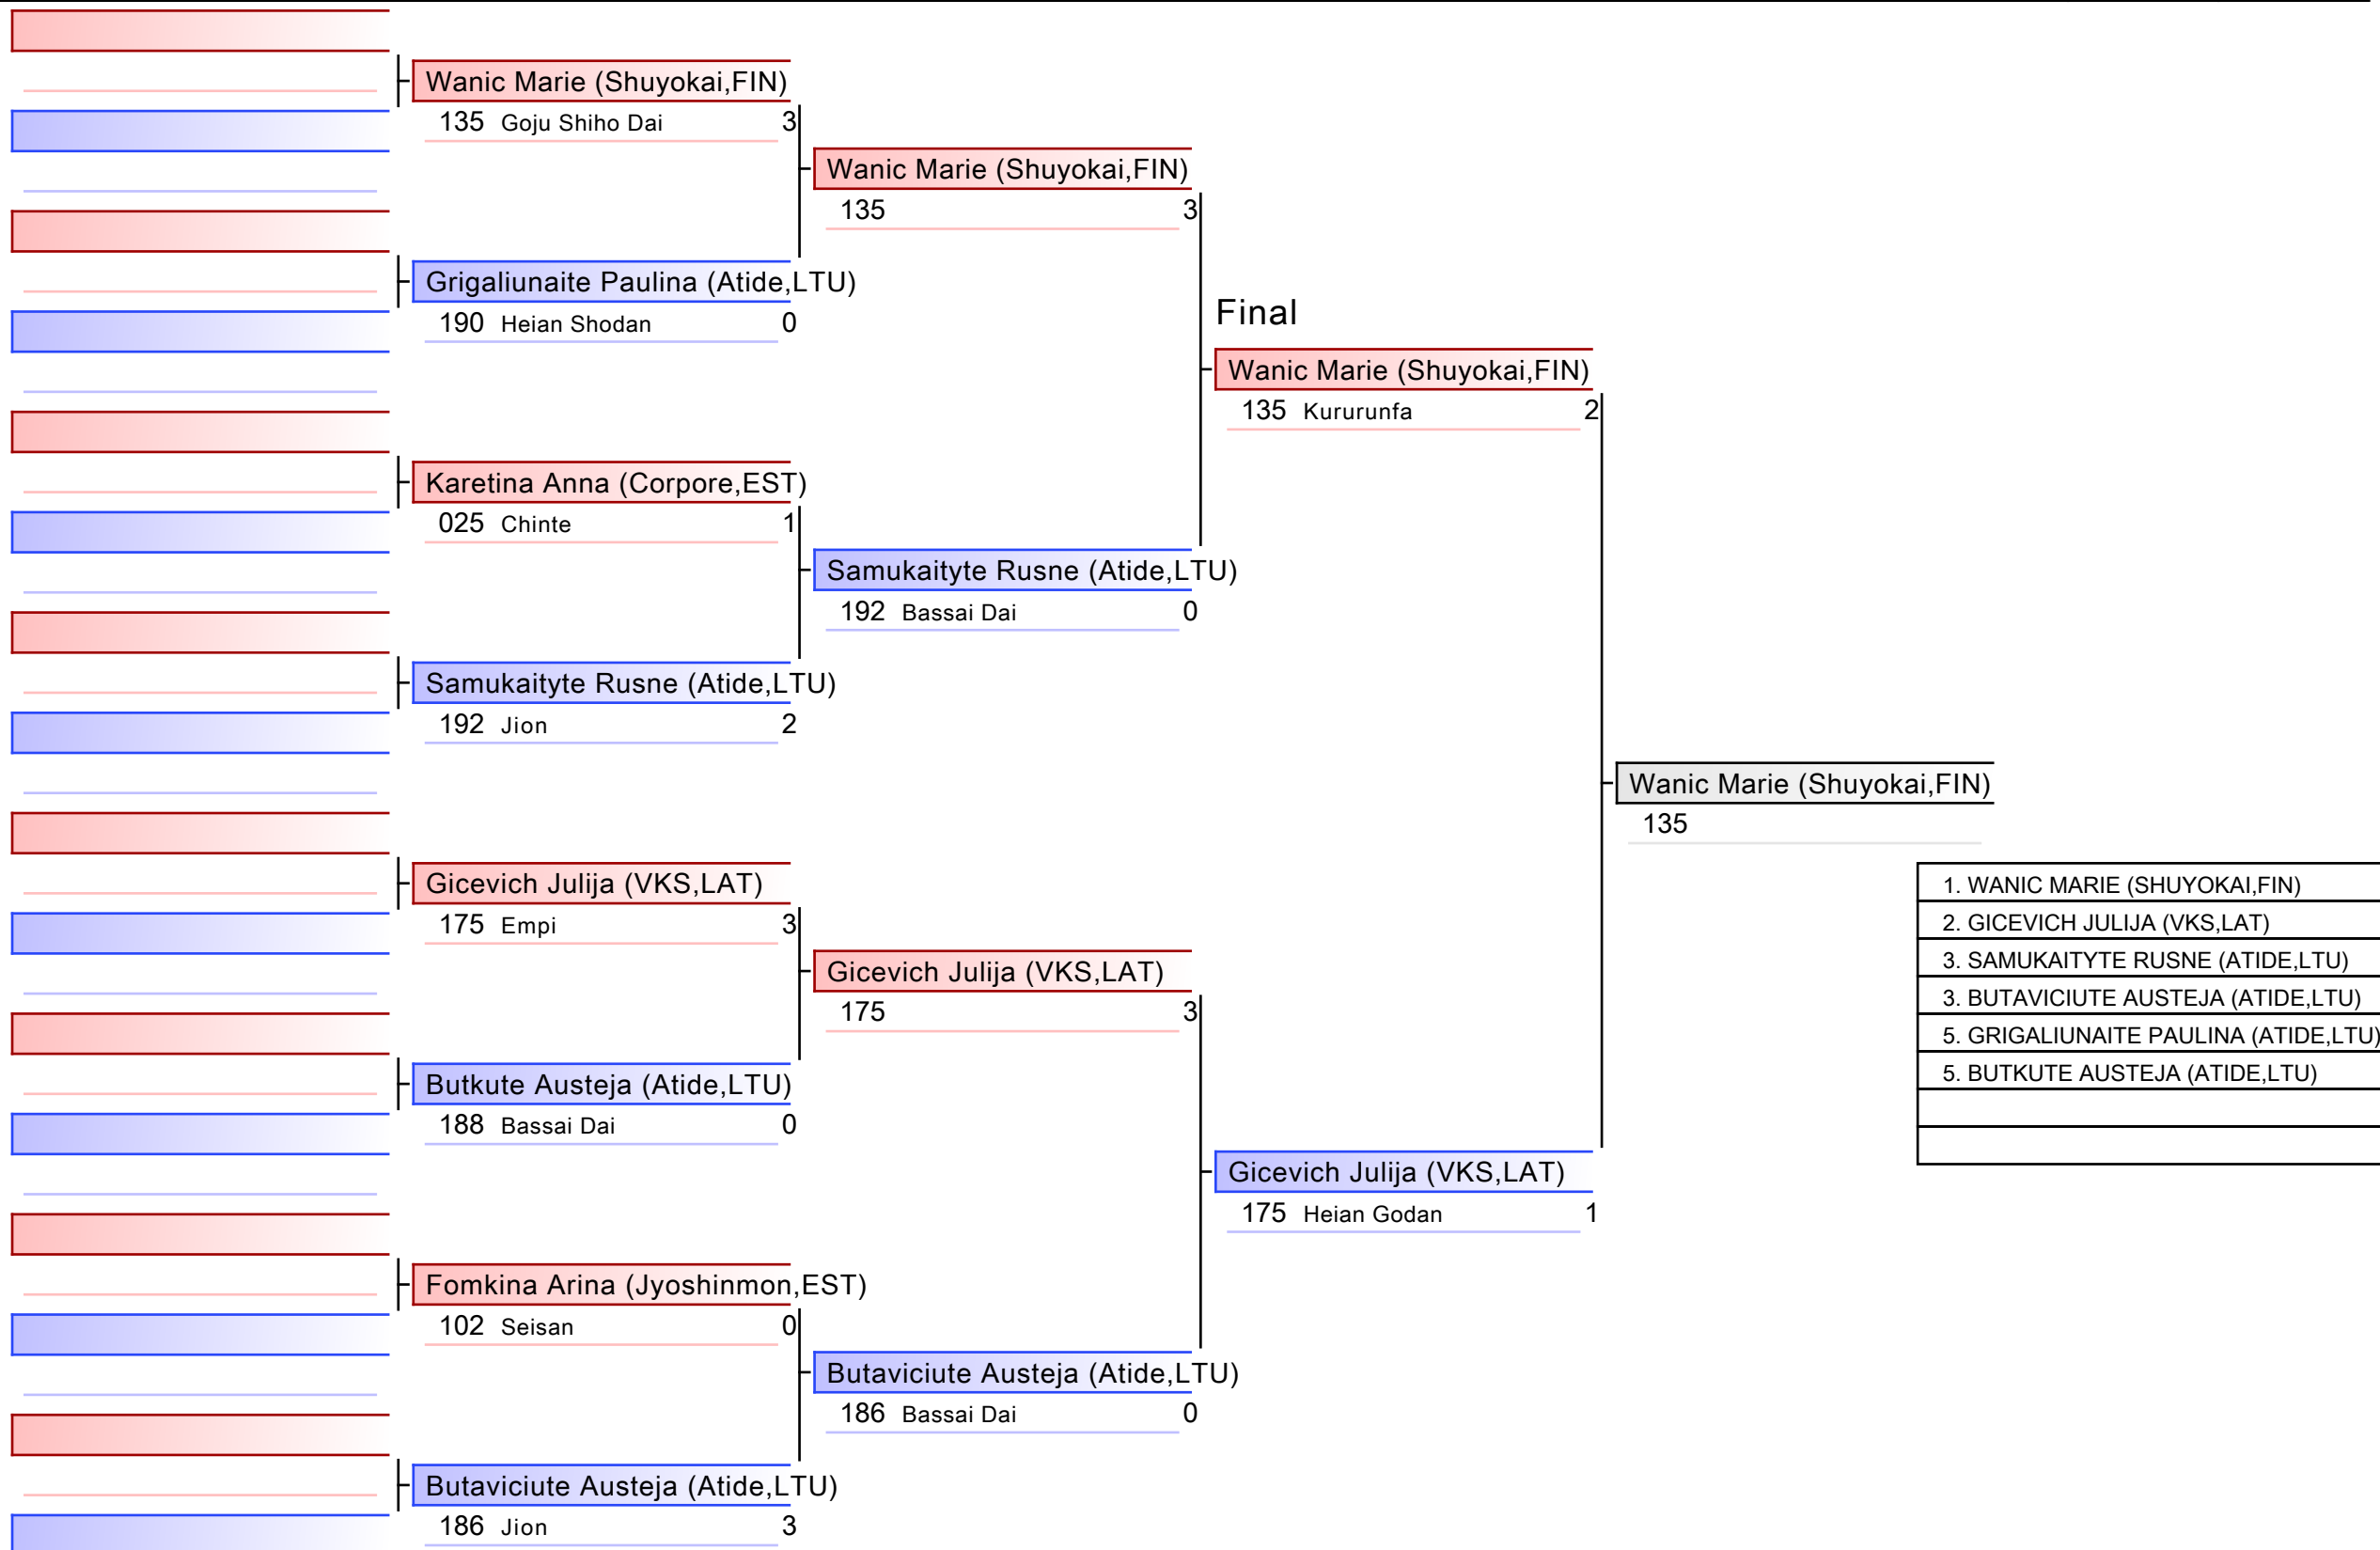 Wanic Marie (Shuyokai,FIN)
135 Goju Shiho Dai 3
Grigaliunaite Paulina (Atide,LTU)
190 Heian Shodan 0
Karetina Anna (Corpore,EST)
025 Chinte 1
Samukaityte Rusne (Atide,LTU)
192 Jion 2
Gicevich Julija (VKS,LAT)
175 Empi 3
Butkute Austeja (Atide,LTU)
188 Bassai Dai 0
Fomkina Arina (Jyoshinmon,EST)
102 Seisan 0
Butaviciute Austeja (Atide,LTU)
186 Jion 3
Wanic Marie (Shuyokai,FIN)
135 3
Samukaityte Rusne (Atide,LTU)
192 Bassai Dai 0
Gicevich Julija (VKS,LAT)
175 3
Butaviciute Austeja (Atide,LTU)
186 Bassai Dai 0
Final
Wanic Marie (Shuyokai,FIN)
135 Kururunfa 2
Gicevich Julija (VKS,LAT)
175 Heian Godan 1
Wanic Marie (Shuyokai,FIN)
135
1. WANIC MARIE (SHUYOKAI,FIN)
2. GICEVICH JULIJA (VKS,LAT)
3. SAMUKAITYTE RUSNE (ATIDE,LTU)
3. BUTAVICIUTE AUSTEJA (ATIDE,LTU)
5. GRIGALIUNAITE PAULINA (ATIDE,LTU)
5. BUTKUTE AUSTEJA (ATIDE,LTU)